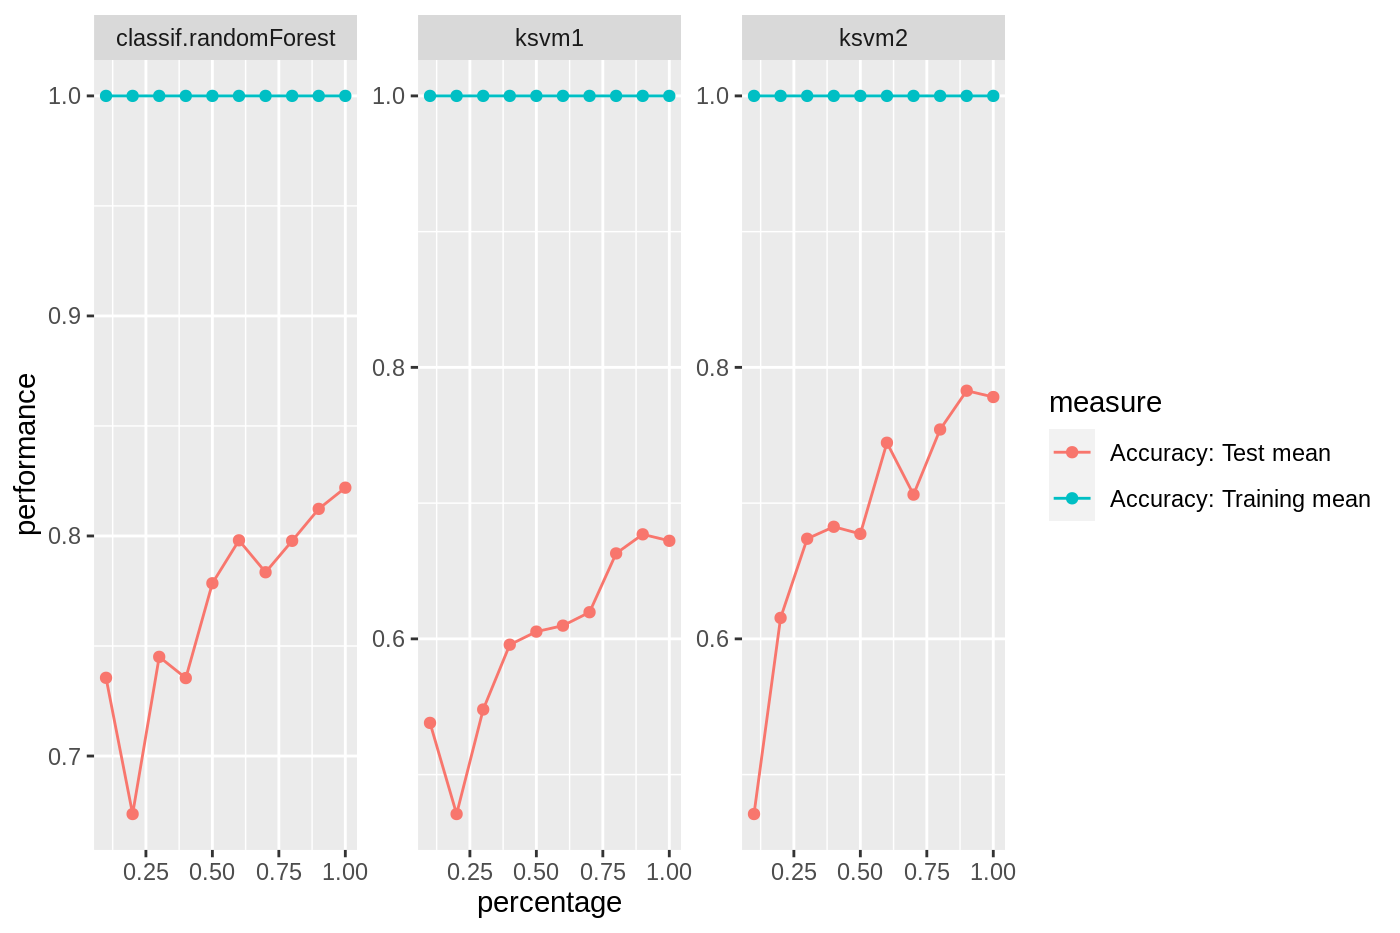 classif.randomForest
ksvm1
ksvm2
1.0
0.9
0.8
0.7
1.0
0.8
0.6
1.0
0.8
0.6
0.25 0.50 0.75 1.00
0.25 0.50 0.75 1.00
0.25 0.50 0.75 1.00
percentage
performance
measure
Accuracy: Test mean
Accuracy: Training mean